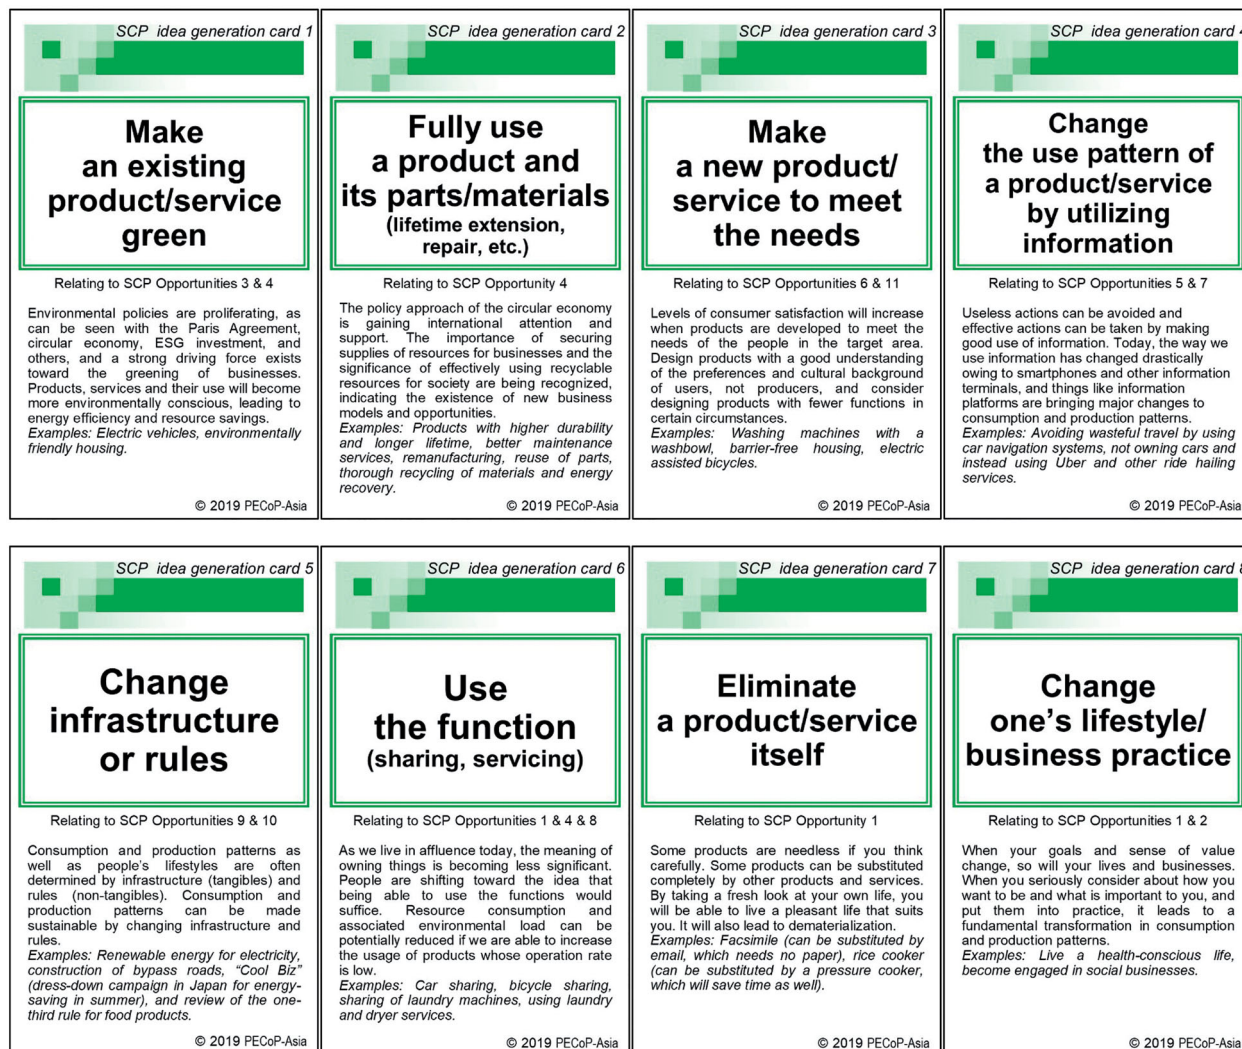 SCP idea generation card 1
Make
an existing
product/service
green
Relating to SCP Opportunities 3 & 4
Environmental policies are proliferating, as
can be seen with the Paris Agreement,
circular economy, ESG investment, and
others, and a strong driving force exists
toward the greening of businesses.
Products, services and their use will become
more environmentally conscious, leading to
energy efficiency and resource savings.
Examples: Electric vehicles, environmentally
friendly housing.
© 2019 PECoP-Asia
SCP idea generation card 2
Fully use
a product and
its parts/materials
(lifetime extension,
repair, etc.)
Relating to SCP Opportunity 4
The policy approach of the circular economy
is gaining international attention and
support. The importance of securing
supplies of resources for businesses and the
significance of effectively using recyclable
resources for society are being recognized,
indicating the existence of new business
models and opportunities.
Examples: Products with higher durability
and longer lifetime, better maintenance
services, remanufacturing, reuse of parts,
thorough recycling of materials and energy
recovery.
© 2019 PECoP-Asia
SCP idea generation card 3
Make
a new product/
service to meet
the needs
Relating to SCP Opportunities 6 & 11
Levels of consumer satisfaction will increase
when products are developed to meet the
needs of the people in the target area.
Design products with a good understanding
of the preferences and cultural background
of users, not producers, and consider
designing products with fewer functions in
certain circumstances.
Examples: Washing machines with a
washbowl, barrier-free housing, electric
assisted bicycles.
© 2019 PECoP-Asia
SCP idea generation card 4
Change
the use pattern of
a product/service
by utilizing
information
Relating to SCP Opportunities 5 & 7
Useless actions can be avoided and
effective actions can be taken by making
good use of information. Today, the way we
use information has changed drastically
owing to smartphones and other information
terminals, and things like information
platforms are bringing major changes to
consumption and production patterns.
Examples: Avoiding wasteful travel by using
car navigation systems, not owning cars and
instead using Uber and other ride hailing
services.
© 2019 PECoP-Asia
SCP idea generation card 5
Change
infrastructure
or rules
Relating to SCP Opportunities 9 & 10
Consumption and production patterns as
well as people's lifestyles are often
determined by infrastructure (tangibles) and
rules (non-tangibles). Consumption and
production patterns can be made
sustainable by changing infrastructure and
rules.
Examples: Renewable energy for electricity,
construction of bypass roads, "Cool Biz"
(dress-down campaign in Japan for energy-
saving in summer), and review of the one-
third rule for food products.
© 2019 PECoP-Asia
SCP idea generation card 6
Use
the function
(sharing, servicing)
Relating to SCP Opportunities 1 & 4 & 8
As we live in affluence today, the meaning of
owning things is becoming less significant.
People are shifting toward the idea that
being able to use the functions would
suffice. Resource consumption and
associated environmental load can be
potentially reduced if we are able to increase
the usage of products whose operation rate
is low.
Examples: Car sharing, bicycle sharing,
sharing of laundry machines, using laundry
and dryer services.
© 2019 PECoP-Asia
SCP idea generation card 7
Eliminate
a product/service
itself
Relating to SCP Opportunity 1
Some products are needless if you think
carefully. Some products can be substituted
completely by other products and services.
By taking a fresh look at your own life, you
will be able to live a pleasant life that suits
you. It will also lead to dematerialization.
Examples: Facsimile (can be substituted by
email, which needs no paper), rice cooker
(can be substituted by a pressure cooker,
which will save time as well).
© 2019 PECoP-Asia
SCP idea generation card 8
Change
one's lifestyle/
business practice
Relating to SCP Opportunities 1 & 2
When your goals and sense of value
change, so will your lives and businesses.
When you seriously consider about how you
want to be and what is important to you, and
put them into practice, it leads to a
fundamental transformation in consumption
and production patterns.
Examples: Live a health-conscious life,
become engaged in social businesses.
© 2019 PECoP-Asia